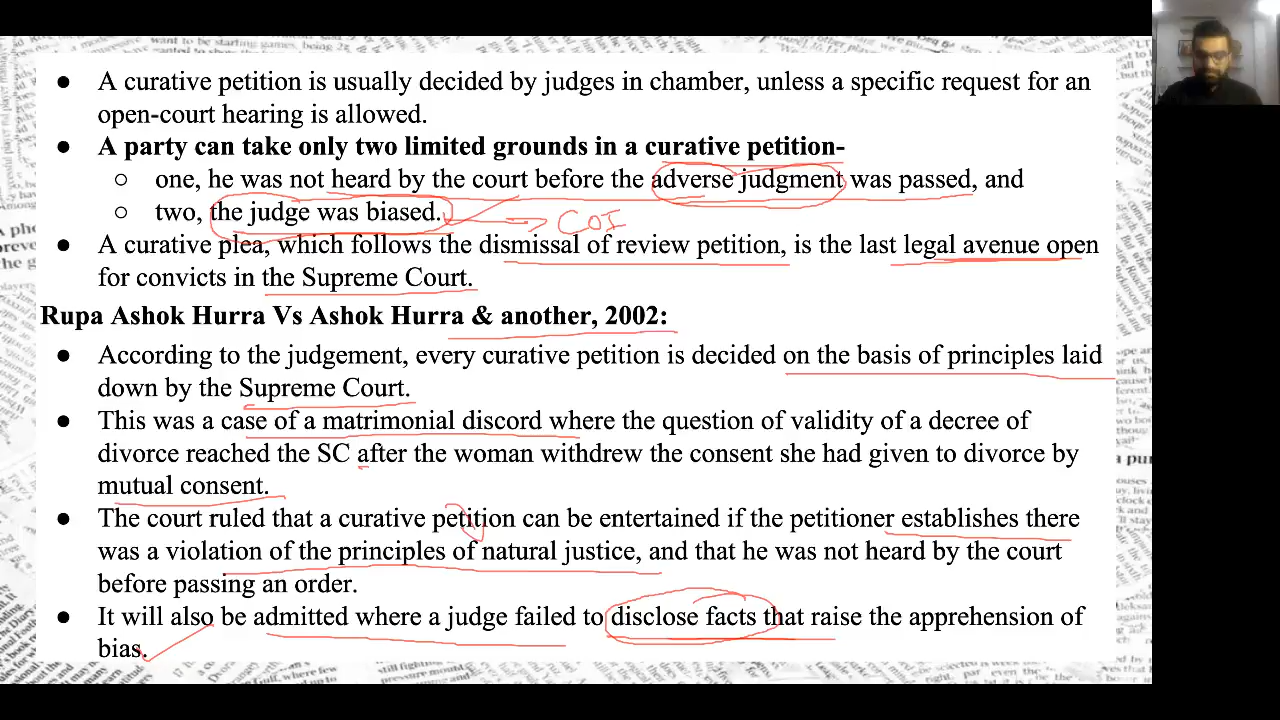 ● A curative petition is usually decided by judges in chamber, unless a specific request for an
open-court hearing is allowed.
● A party can take only two limited grounds in a curative petition-
○ one, he was not heard by the court before the adverse judgment was passed, and
○ two, the judge was biased. → COI
● A curative plea, which follows the dismissal of review petition, is the last legal avenue open
for convicts in the Supreme Court.
Rupa Ashok Hurra Vs Ashok Hurra & another, 2002:
● According to the judgement, every curative petition is decided on the basis of principles laid
down by the Supreme Court.
● This was a case of a matrimonial discord where the question of validity of a decree of
divorce reached the SC after the woman withdrew the consent she had given to divorce by
mutual consent.
● The court ruled that a curative petition can be entertained if the petitioner establishes there
was a violation of the principles of natural justice, and that he was not heard by the court
before passing an order.
● It will also be admitted where a judge failed to disclose facts that raise the apprehension of
bias.